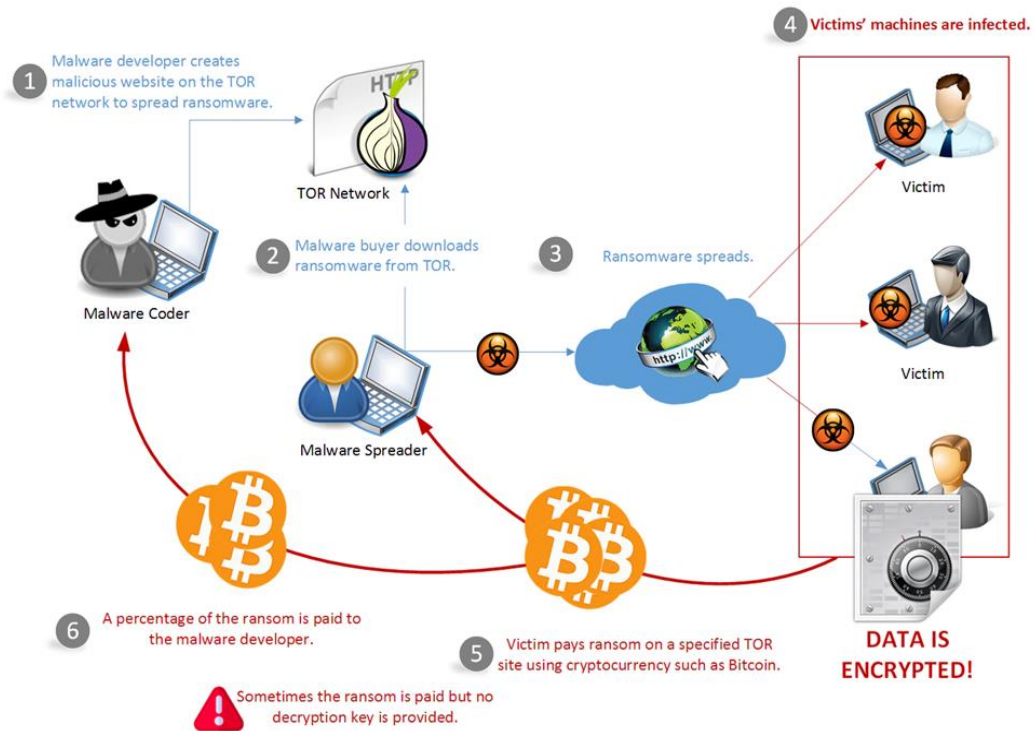 4
Victims' machines are infected.
1
Malware developer creates
malicious website on the TOR
network to spread ransomware.
HTTP
TOR Network
Victim
2
Malware buyer downloads
ransomware from TOR.
3
Ransomware spreads.
Malware Coder
http://www.
Victim
Malware Spreader
6
A percentage of the ransom is paid to
the malware developer.
5
Victim pays ransom on a specified TOR
site using cryptocurrency such as Bitcoin.
DATA IS
ENCRYPTED!
Sometimes the ransom is paid but no
decryption key is provided.